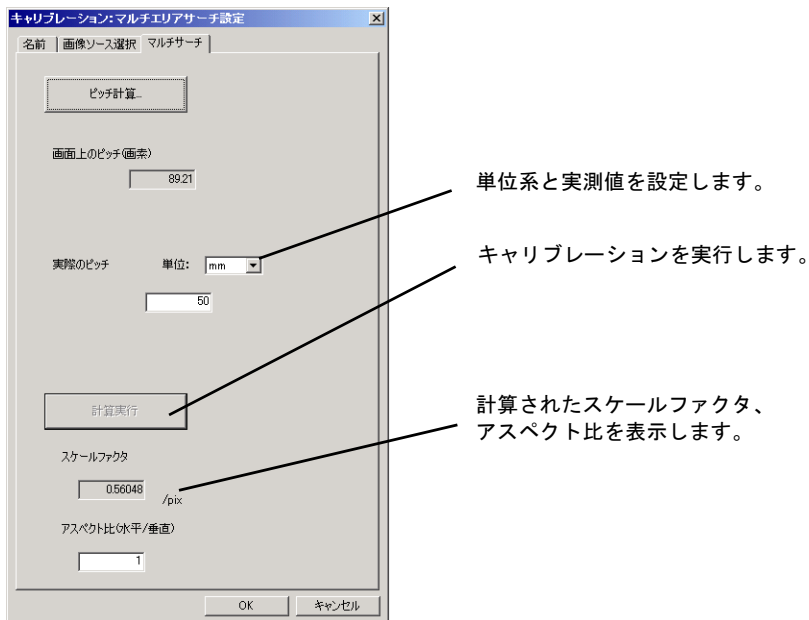 キャリブレーション:マルチエリアサーチ設定
名前 画像ソース選択 マルチサーチ
ピッチ計算...
画面上のピッチ(画素)
89.21
単位系と実測値を設定します。
キャリブレーションを実行します。
実際のピッチ 単位: mm
50
計算実行
計算されたスケールファクタ、
アスペクト比を表示します。
スケールファクタ
0.56048 /pix
アスペクト比(水平/垂直)
1
OK キャンセル